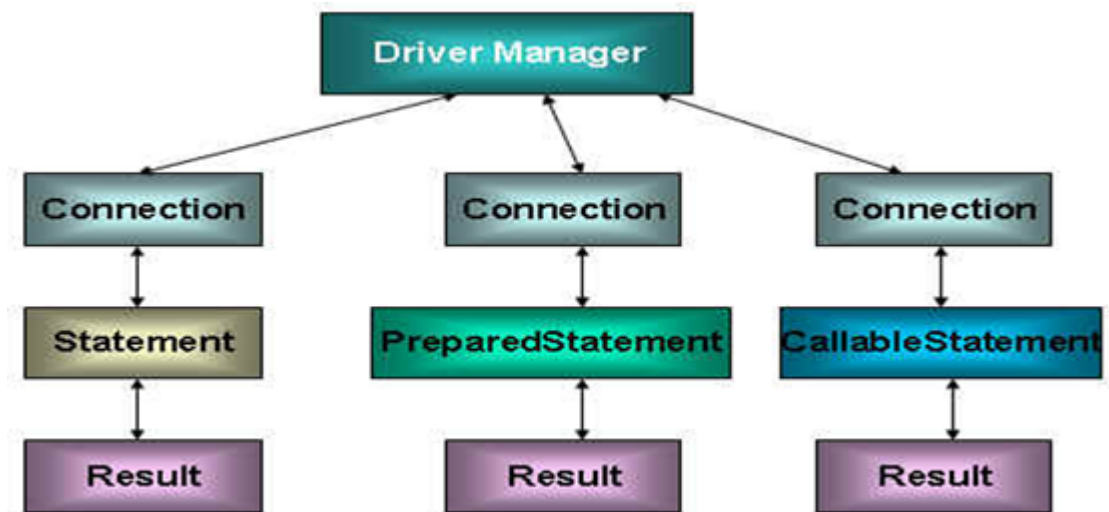 Driver Manager
Connection
Connection
Connection
Statement
PreparedStatement
CallableStatement
Result
Result
Result